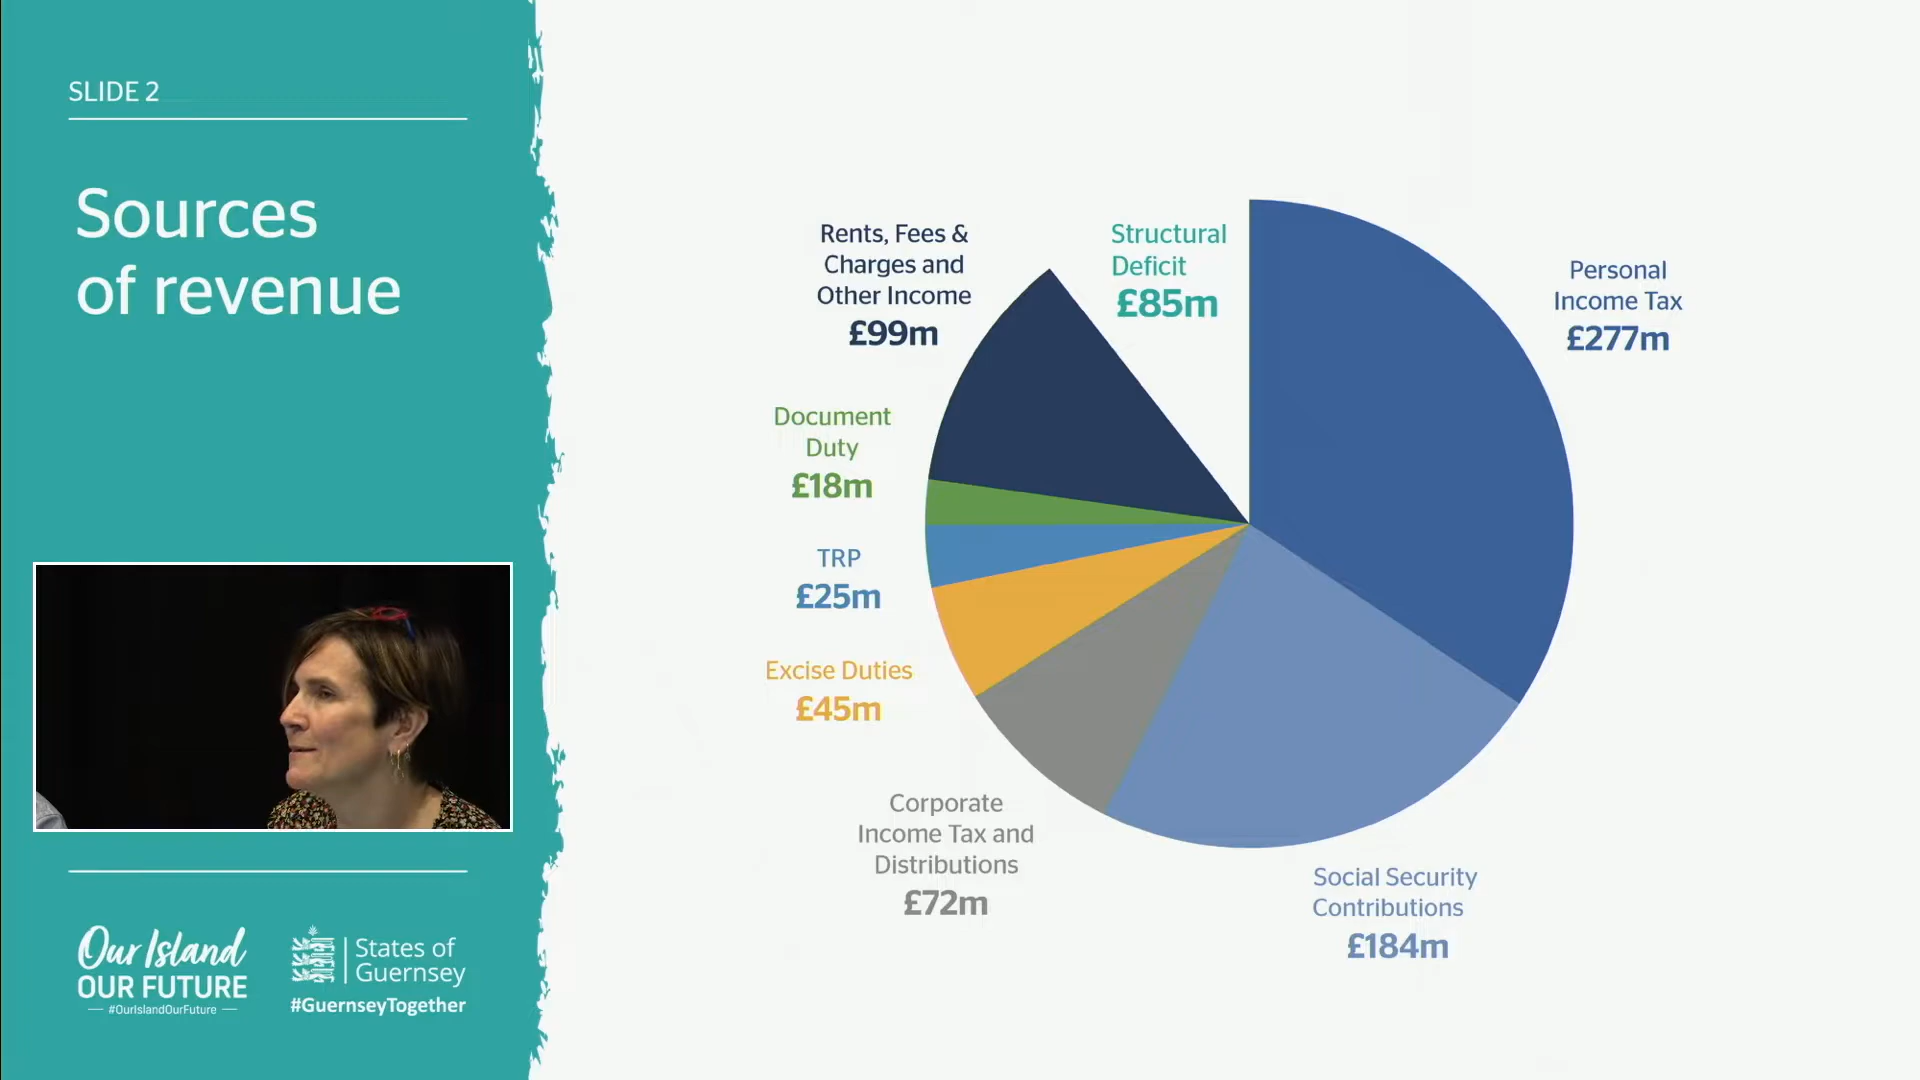 SLIDE 2
Sources
of revenue
Our Island
OUR FUTURE
#OurIslandOurFuture
States of
Guernsey
#GuernseyTogether
Rents, Fees &
Charges and
Other Income
£99m
Structural
Deficit
£85m
Personal
Income Tax
£277m
Document
Duty
£18m
TRP
£25m
Excise Duties
£45m
Corporate
Income Tax and
Distributions
£72m
Social Security
Contributions
£184m